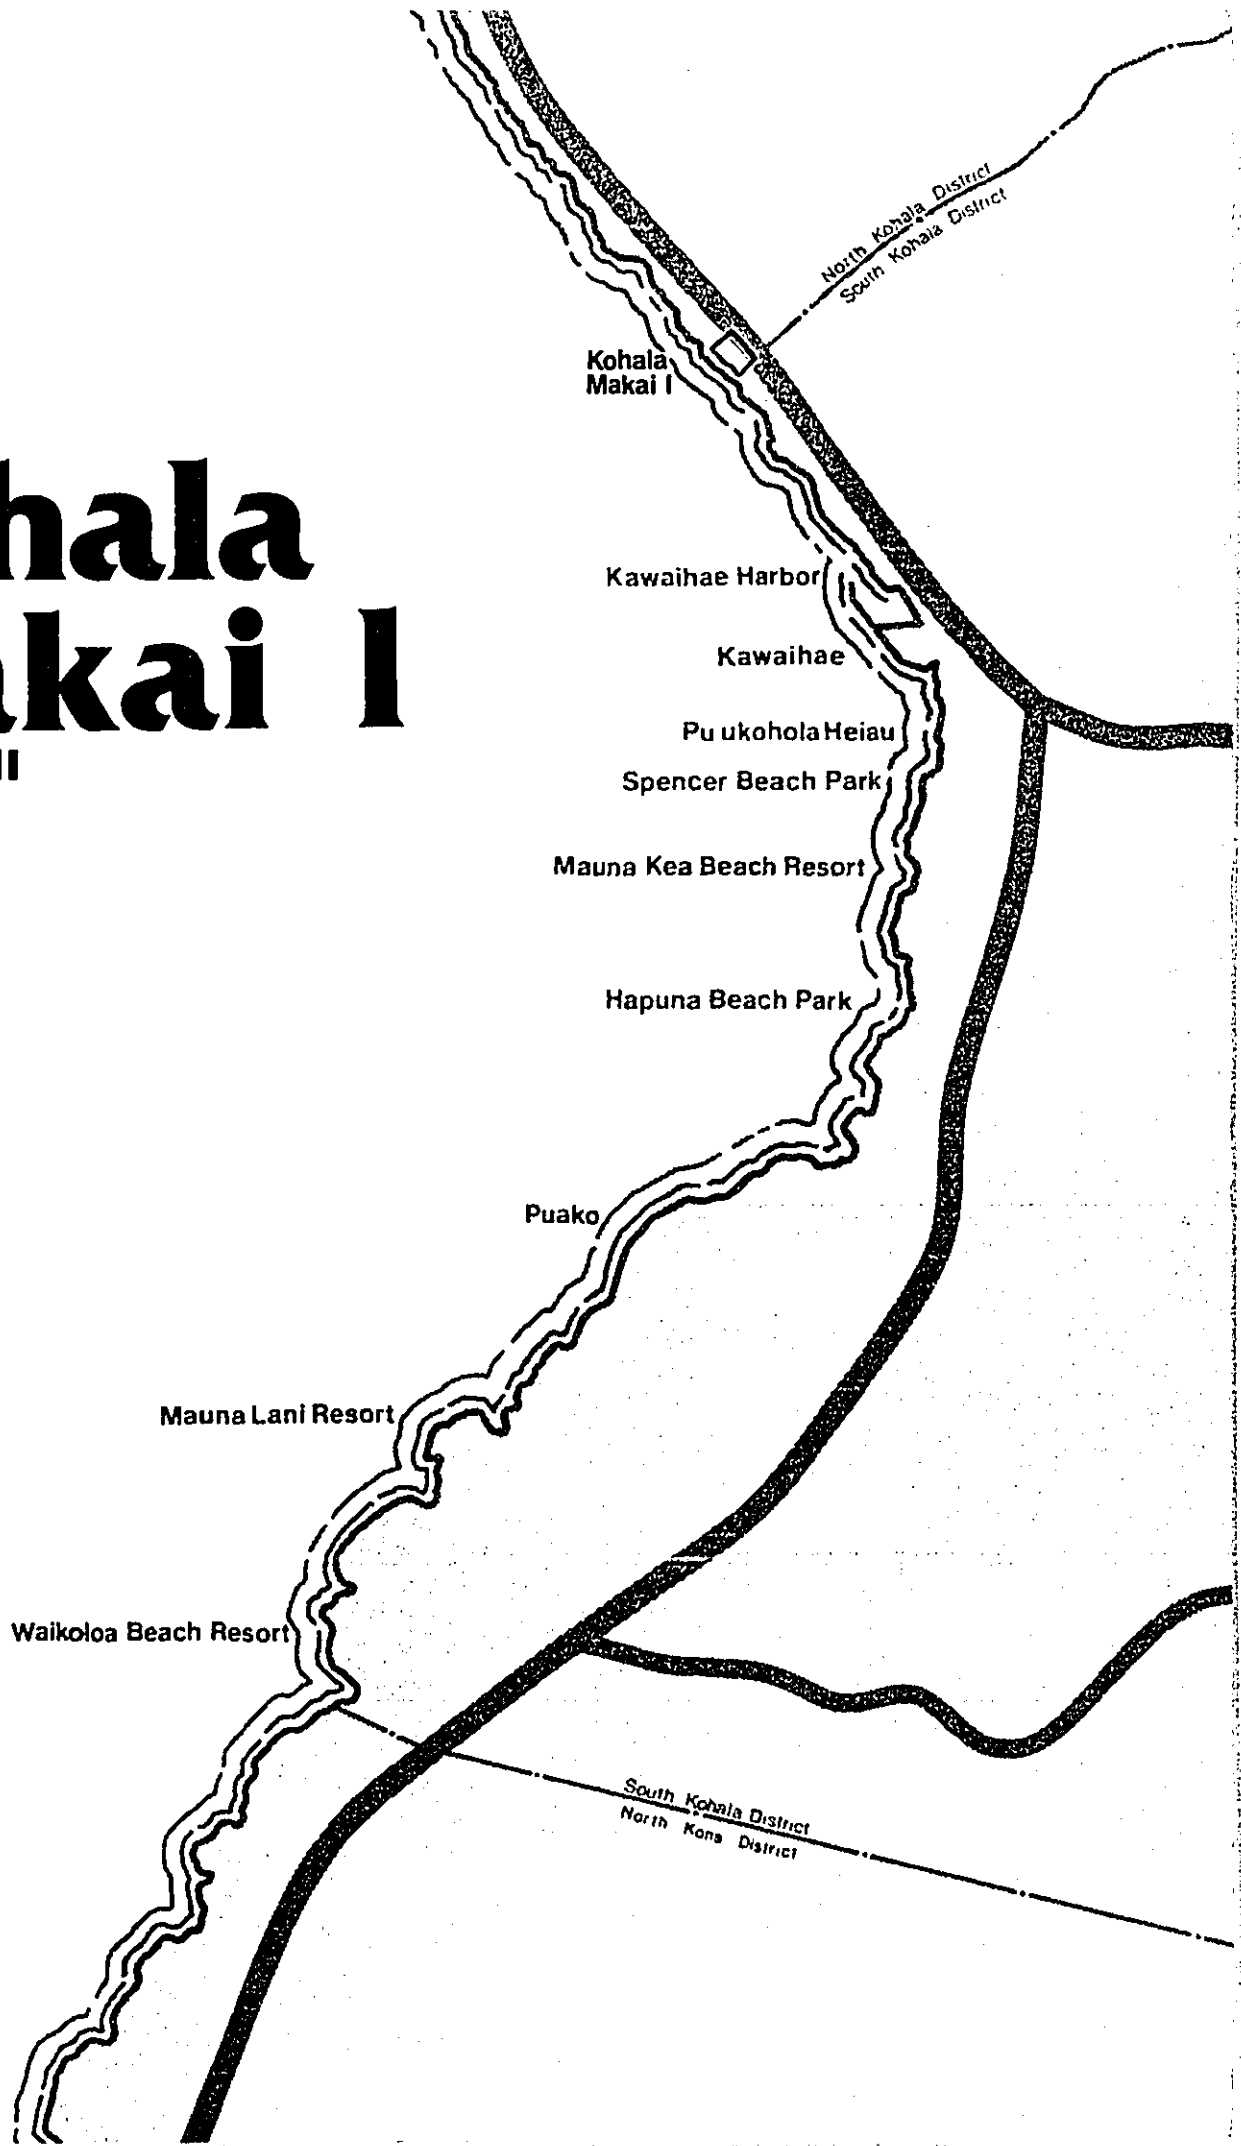 North Kohala District
South Kohala District
Kohala
Makai I
hala
akai I
Kawaihae Harbor
Kawaihae
Pu ukohola Heiau
Spencer Beach Park
Mauna Kea Beach Resort
Hapuna Beach Park
Puako
Mauna Lani Resort
Waikoloa Beach Resort
South Kohala District
North Kona District